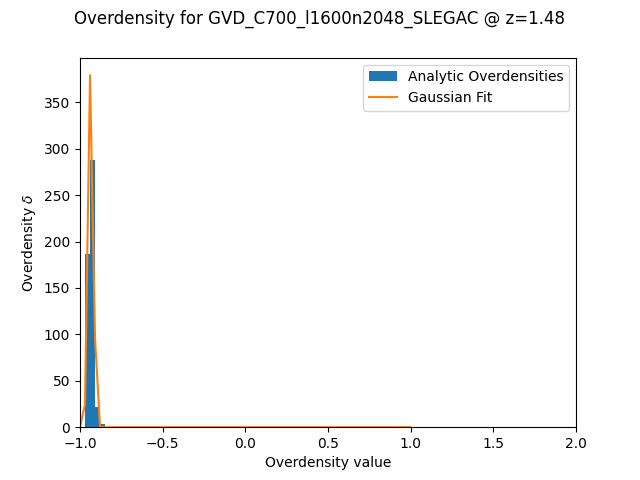 Overdensity for GVD_C700_l1600n2048_SLEGAC @ z=1.48
Analytic Overdensities
Gaussian Fit
Overdensity δ
350
300
250
200
150
100
50
0
−1.0 −0.5 0.0 0.5 1.0 1.5 2.0
Overdensity value